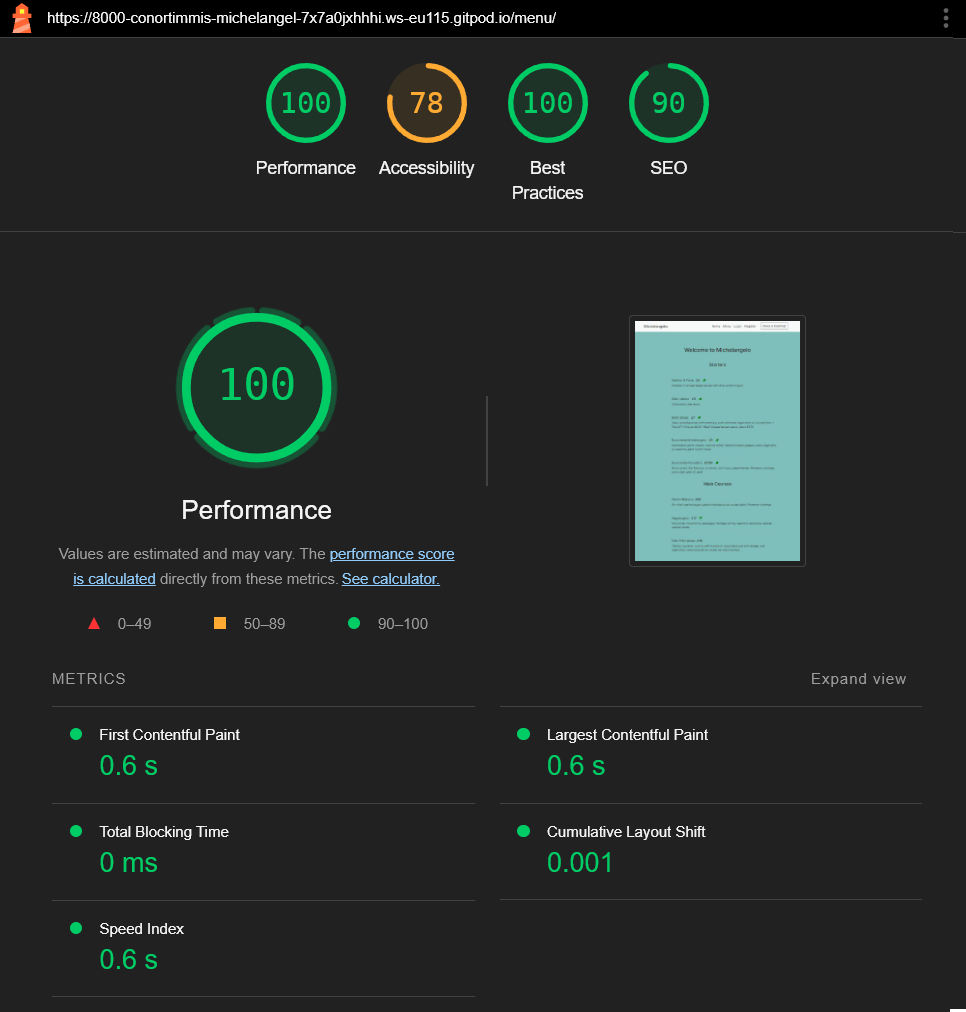 https://8000-conortimmis-michelangel-7x7a0jxhhhi.ws-eu115.gitpod.io/menu/
100
78
100
90
Performance
Accessibility
Best
Practices
SEO
100
Performance
Values are estimated and may vary. The performance score
is calculated directly from these metrics. See calculator.
0–49
50–89
90–100
Michelangelo
Welcome to Michelangelo
Starters
Main Courses
METRICS
Expand view
First Contentful Paint
0.6 s
Largest Contentful Paint
0.6 s
Total Blocking Time
0 ms
Cumulative Layout Shift
0.001
Speed Index
0.6 s